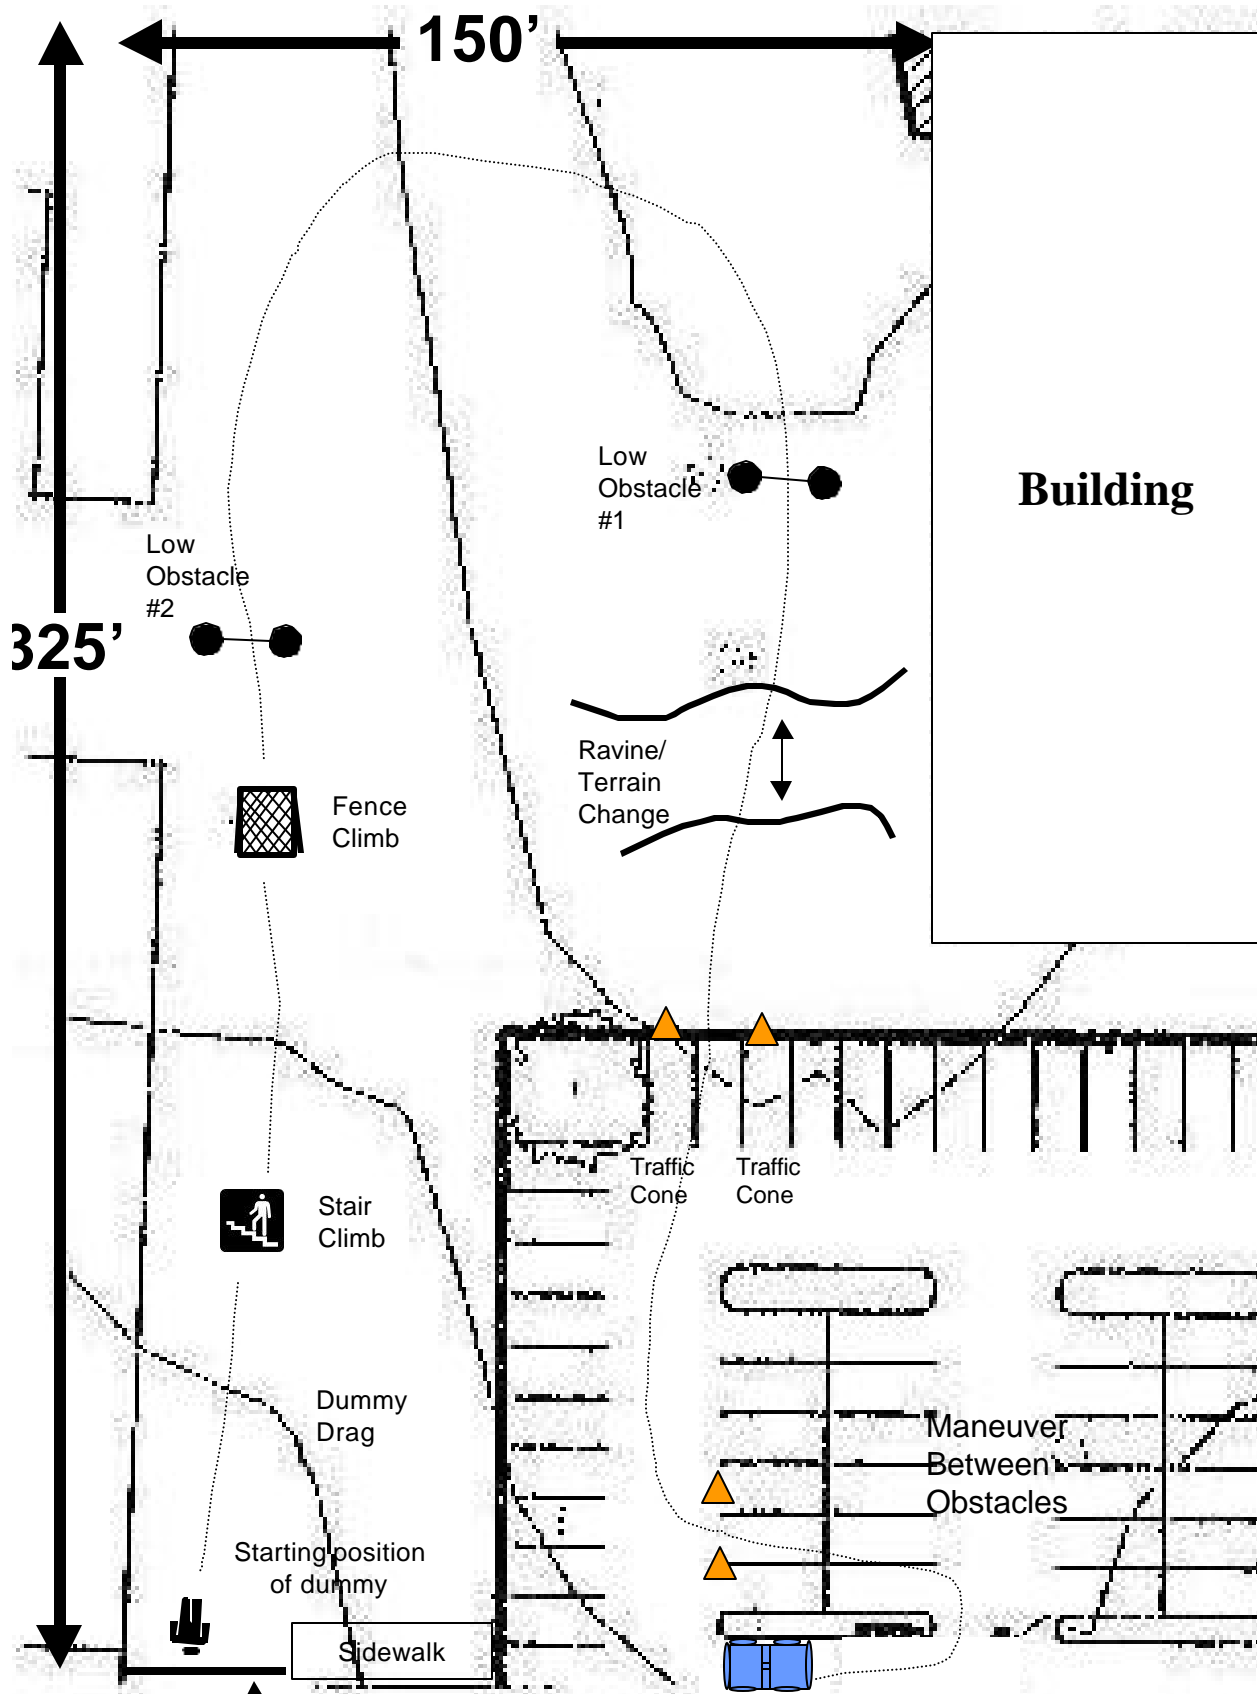 150’
Low
Obstacle
#1
Building
Low
Obstacle
#2
325’
Ravine/
Terrain
Change
Fence
Climb
Traffic
Cone
Traffic
Cone
Stair
Climb
Dummy
Drag
Maneuver
Between
Obstacles
Starting position
of dummy
Sidewalk